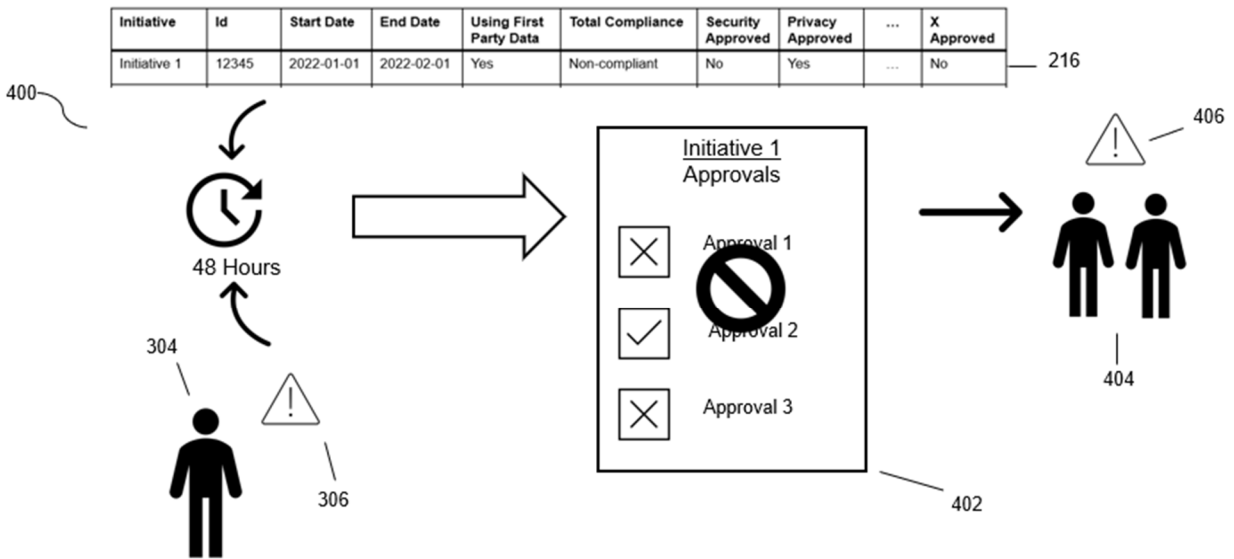 Initiative Id Start Date End Date Using First Party Data Total Compliance Security Approved Privacy Approved ... X Approved
Initiative 1 12345 2022-01-01 2022-02-01 Yes Non-compliant No Yes ... No
216
400
406
Initiative 1
Approvals
48 Hours
Approval 1
Approval 2
Approval 3
304
306
402
404